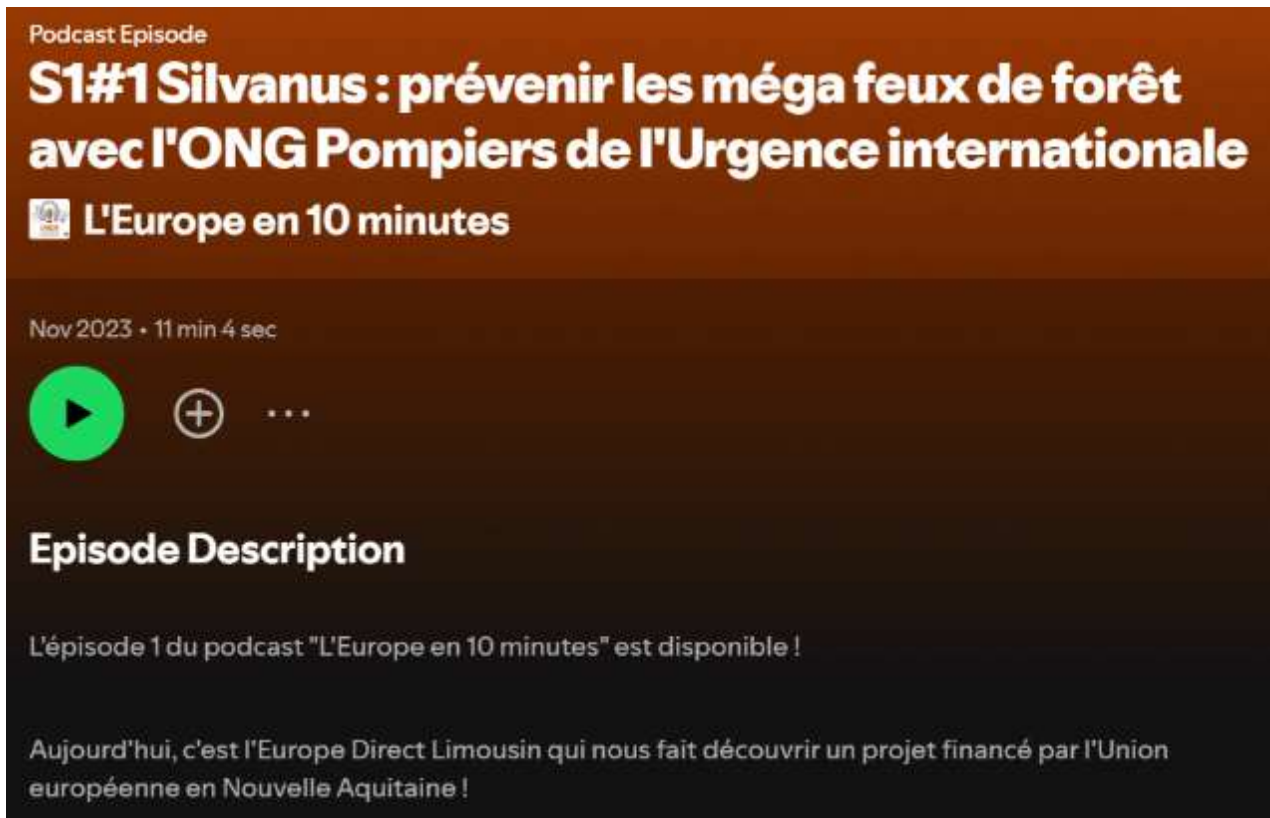 Podcast Episode
S1#1 Silvanus : prévenir les méga feux de forêt
avec l'ONG Pompiers de l'Urgence internationale
L'Europe en 10 minutes
Nov 2023 • 11 min 4 sec
Episode Description
L'épisode 1 du podcast "L'Europe en 10 minutes" est disponible !
Aujourd'hui, c'est l'Europe Direct Limousin qui nous fait découvrir un projet financé par l'Union
européenne en Nouvelle Aquitaine !